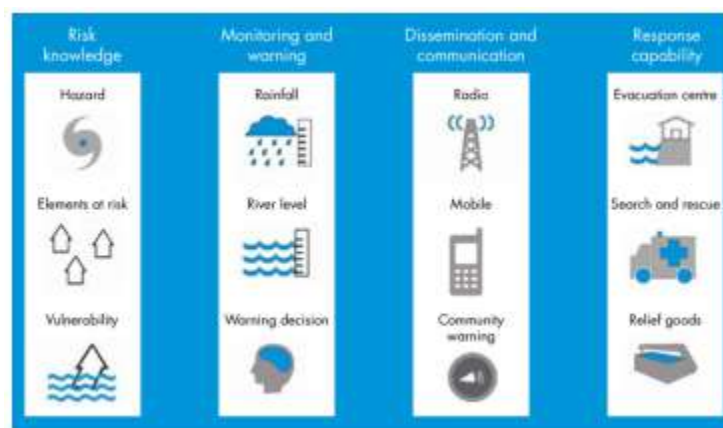 Risk
knowledge
Hazard
Elements at risk
Vulnerability
Monitoring and
warning
Rainfall
River level
Warning decision
Dissemination and
communication
Radio
Mobile
Community
warning
Response
capability
Evacuation centre
Search and rescue
Relief goods